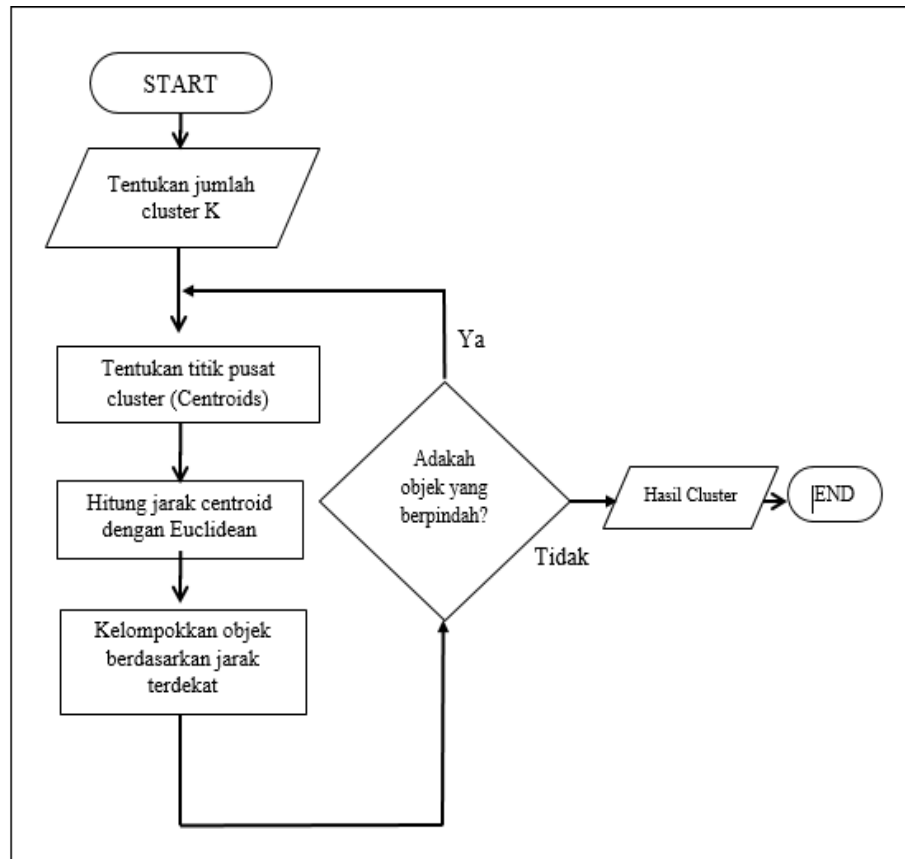 START
Tentukan jumlah
cluster K
Ya
Tentukan titik pusat
cluster (Centroids)
Adakah
objek yang
berpindah?
Hitung jarak centroid
dengan Euclidean
Hasil Cluster
END
Tidak
Kelompokkan objek
berdasarkan jarak
terdekat